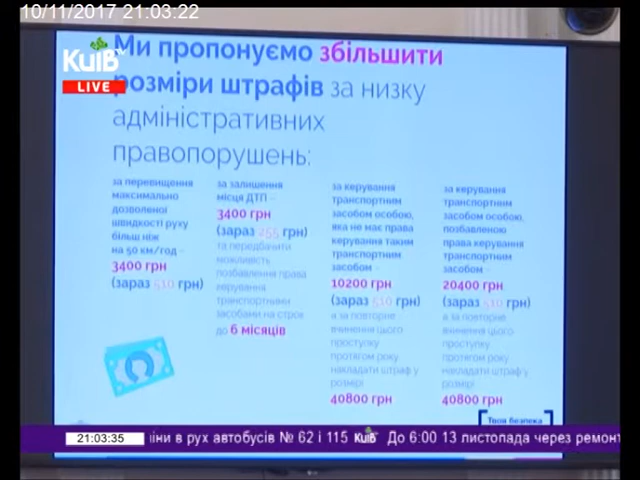 10/11/2017 21:03:22
Київ
LIVE
Ми пропонуємо збільшити
розміри штрафів за низку
адміністративних
правопорушень:
за перевищення
максимально
дозволеної
швидкості руху
більш ніж
на 50 км/год –
3400 грн
(зараз 510 грн)
за залишення
місця ДТП –
3400 грн
(зараз 255 грн)
та передбачити
можливість
позбавлення права
керування
транспортними
засобами на строк
до 6 місяців
за керування
транспортним
засобом особою,
яка не має права
керування таким
транспортним
засобом –
10200 грн
(зараз 510 грн)
а за повторне
вчинення цього
проступку
протягом року
накладати штраф у
розмірі
40800 грн
за керування
транспортним
засобом особою,
позбавленою
права керування
транспортним
засобом –
20400 грн
(зараз 510 грн)
а за повторне
вчинення цього
проступку
протягом року
накладати штраф у
розмірі
40800 грн
Твоя безпека
21:03:35 іни в рух автобусів № 62 і 115 Київ До 6:00 13 листопада через ремонт